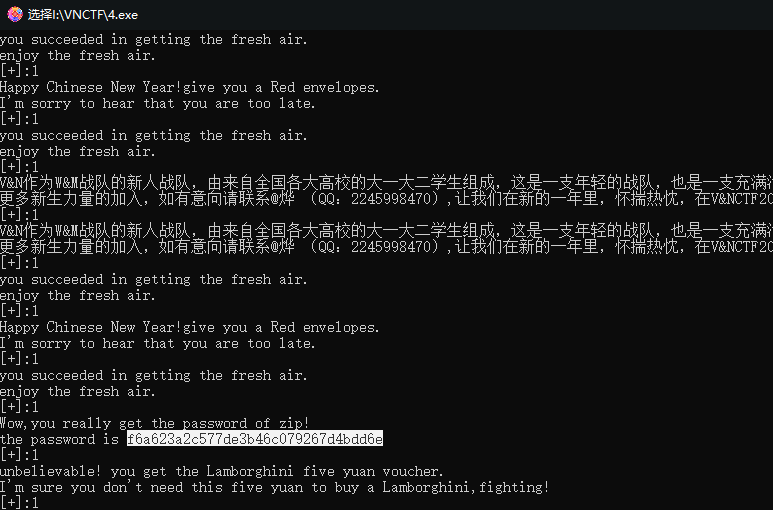 选择I:\VNCTF\4.exe
you succeeded in getting the fresh air.
enjoy the fresh air.
[+]:1
Happy Chinese New Year!give you a Red envelopes.
I'm sorry to hear that you are too late.
[+]:1
you succeeded in getting the fresh air.
enjoy the fresh air.
[+]:1
V&N作为W&M战队的新人战队，由来自全国各大高校的大一大二学生组成，这是一支年轻的战队，也是一支充满
更多新生力量的加入，如有意向请联系@烨 （QQ：2245998470）,让我们在新的一年里，怀揣热忱，在V&NCTF20
[+]:1
V&N作为W&M战队的新人战队，由来自全国各大高校的大一大二学生组成，这是一支年轻的战队，也是一支充满
更多新生力量的加入，如有意向请联系@烨 （QQ：2245998470）,让我们在新的一年里，怀揣热忱，在V&NCTF20
[+]:1
you succeeded in getting the fresh air.
enjoy the fresh air.
[+]:1
Happy Chinese New Year!give you a Red envelopes.
I'm sorry to hear that you are too late.
[+]:1
you succeeded in getting the fresh air.
enjoy the fresh air.
[+]:1
Wow,you really get the password of zip!
the password is f6a623a2c577de3b46c079267d4bdd6e
[+]:1
unbelievable! you get the Lamborghini five yuan voucher.
I'm sure you don't need this five yuan to buy a Lamborghini,fighting!
[+]:1